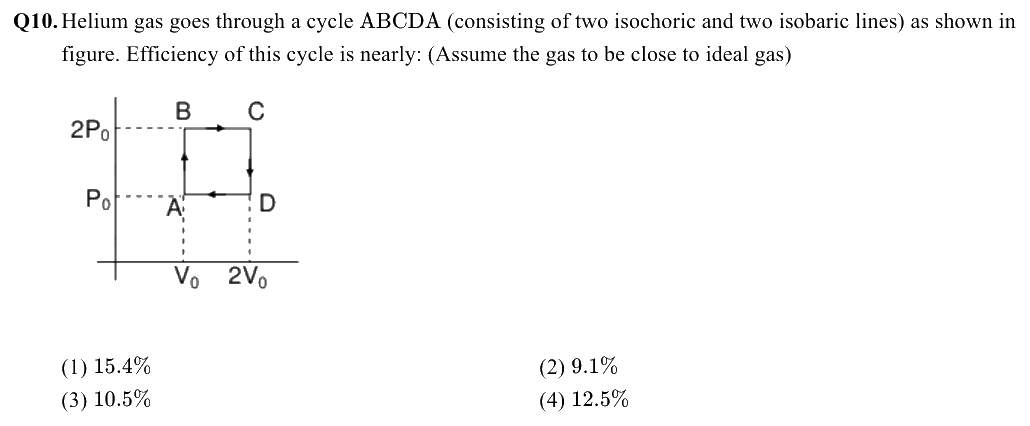 Q10. Helium gas goes through a cycle ABCDA (consisting of two isochoric and two isobaric lines) as shown in
figure. Efficiency of this cycle is nearly: (Assume the gas to be close to ideal gas)
B C
2P₀
P₀
A D
V₀ 2V₀
(1) 15.4% (2) 9.1%
(3) 10.5% (4) 12.5%